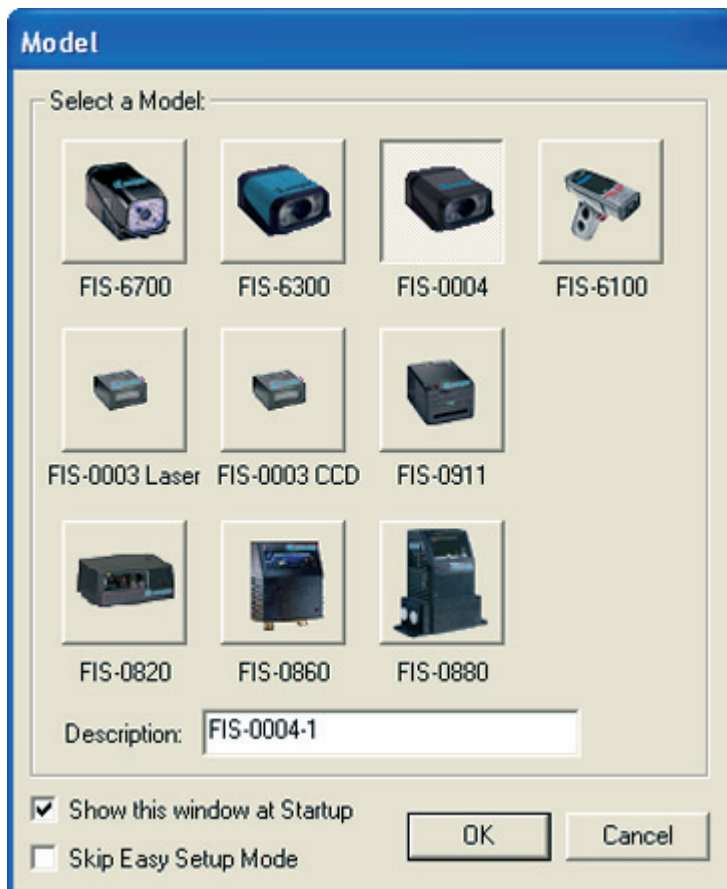 Model
Select a Model:
FIS-6700 FIS-6300 FIS-0004 FIS-6100
FIS-0003 Laser FIS-0003 CCD FIS-0911
FIS-0820 FIS-0860 FIS-0880
Description: FIS-0004-1
Show this window at Startup
OK Cancel
Skip Easy Setup Mode